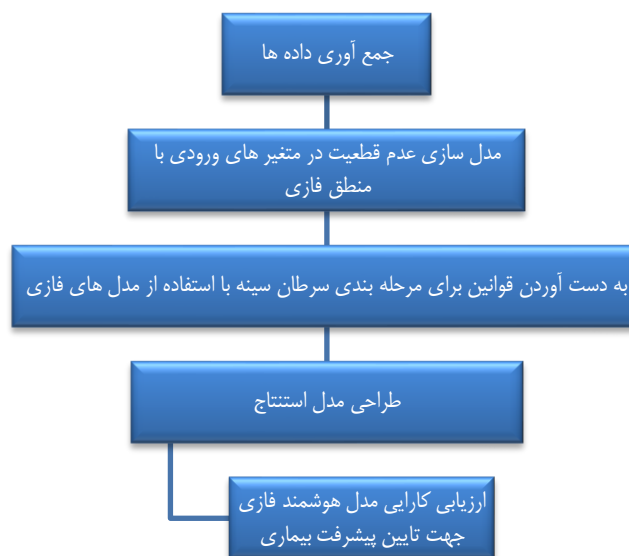 جمع آوری داده ها
مدل سازی عدم قطعیت در متغیر های ورودی با
منطق فازی
به دست آوردن قوانین برای مرحله بندی سرطان سینه با استفاده از مدل های فازی
طراحی مدل استنتاج
ارزیابی کارایی مدل هوشمند فازی
جهت تایین پیشرفت بیماری